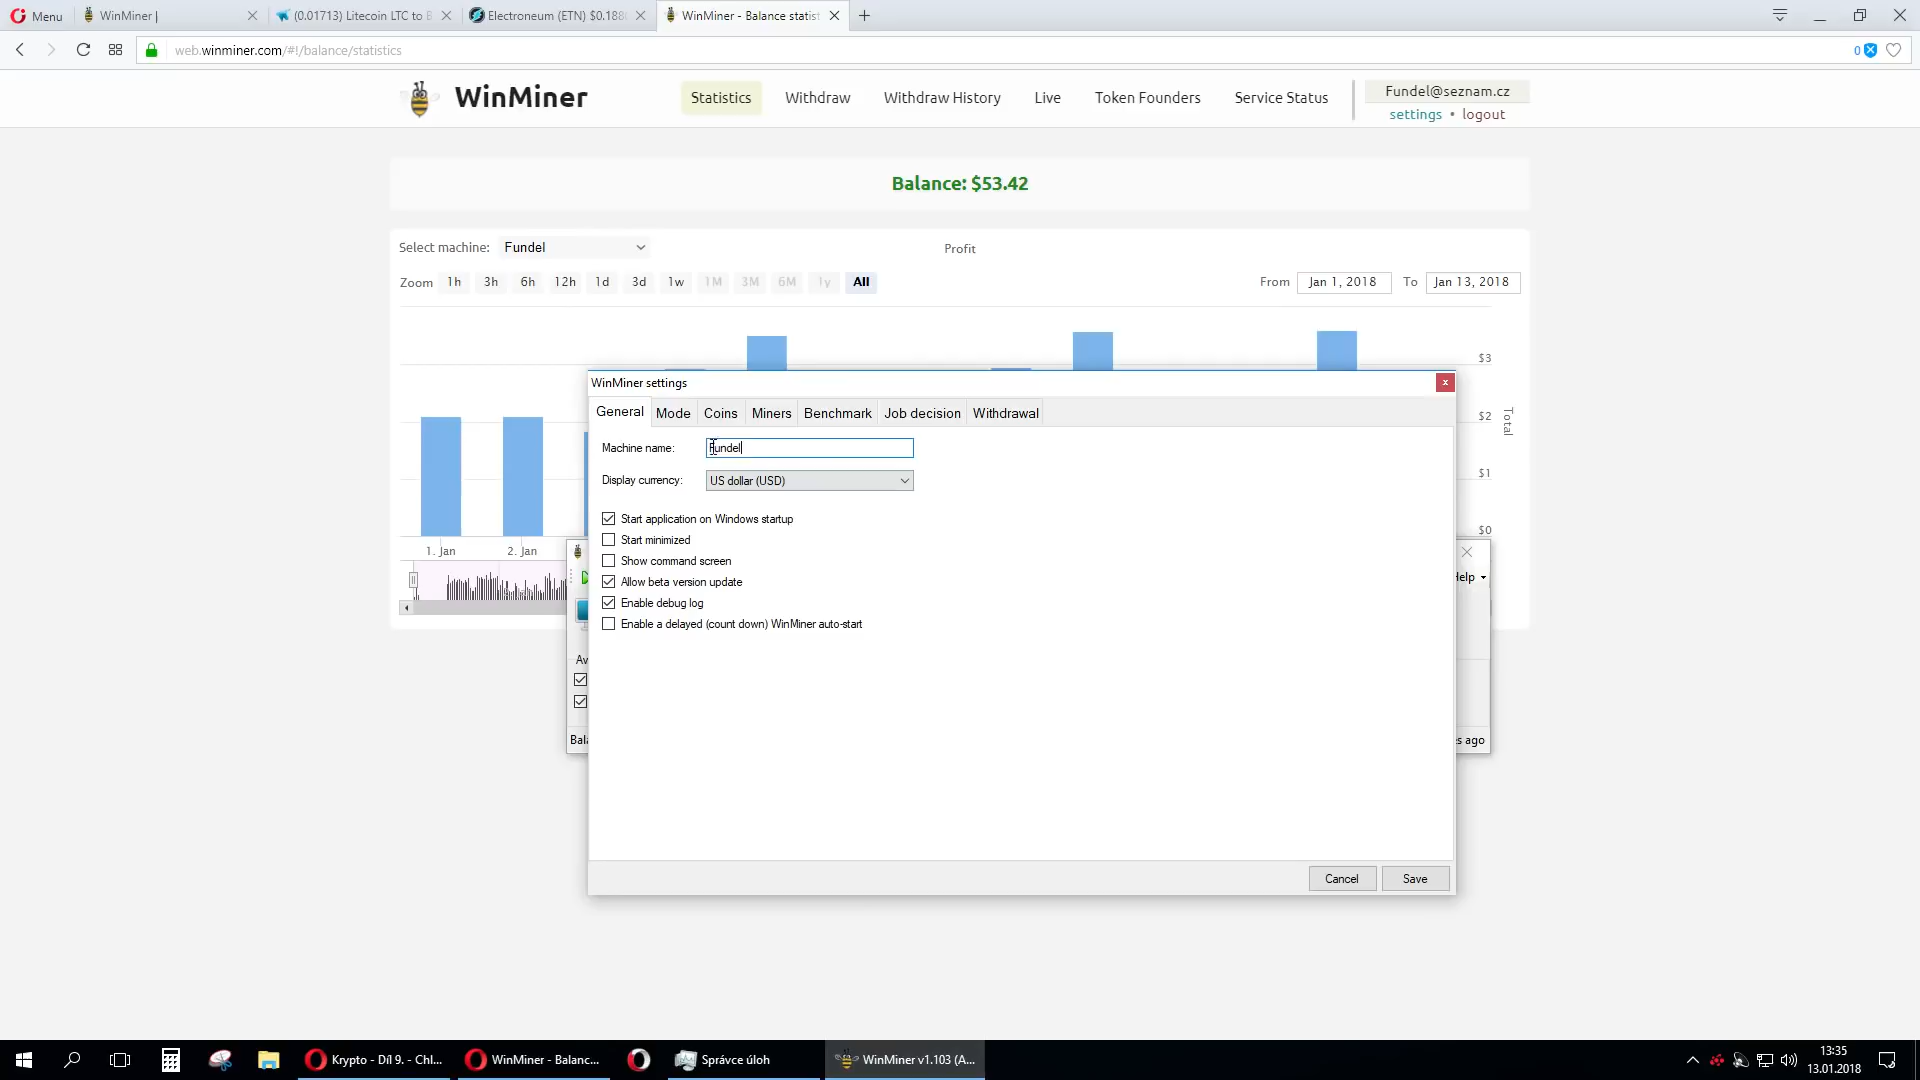 Menu
WinMiner |
(0.01713) Litecoin LTC to B
Electroneum (ETN) $0.188
WinMiner - Balance statist
web.winminer.com/#!/balance/statistics
0
WinMiner
Statistics
Withdraw
Withdraw History
Live
Token Founders
Service Status
Fundel@seznam.cz
settings • logout
Balance: $53.42
Select machine:
Fundel
Profit
Zoom
1h
3h
6h
12h
1d
3d
1w
1M
3M
6M
1y
All
From
Jan 1, 2018
To
Jan 13, 2018
$3
$2
$1
$0
Total
1. Jan
2. Jan
WinMiner settings
x
General
Mode
Coins
Miners
Benchmark
Job decision
Withdrawal
Machine name:
Fundel
Display currency:
US dollar (USD)
Start application on Windows startup
Start minimized
Show command screen
Allow beta version update
Enable debug log
Enable a delayed (count down) WinMiner auto-start
Help
Av
Bala
s ago
Cancel
Save
Krypto - Díl 9. - Chl...
WinMiner - Balanc...
Správce úloh
WinMiner v1.103 (A...
13:35
13.01.2018